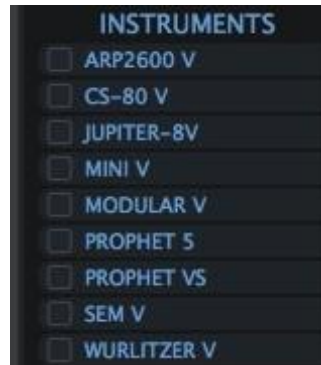 INSTRUMENTS
ARP2600 V
CS-80 V
JUPITER-8V
MINI V
MODULAR V
PROPHET 5
PROPHET VS
SEM V
WURLITZER V